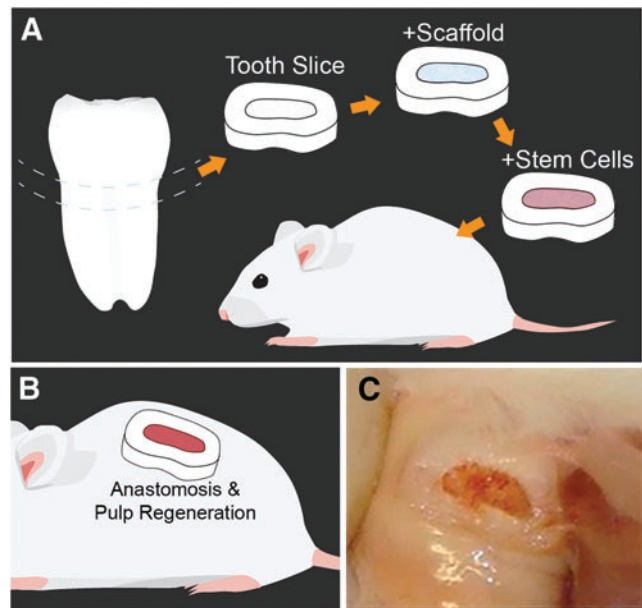 A
+Scaffold
Tooth Slice
+Stem Cells
B
Anastomosis &
Pulp Regeneration
C